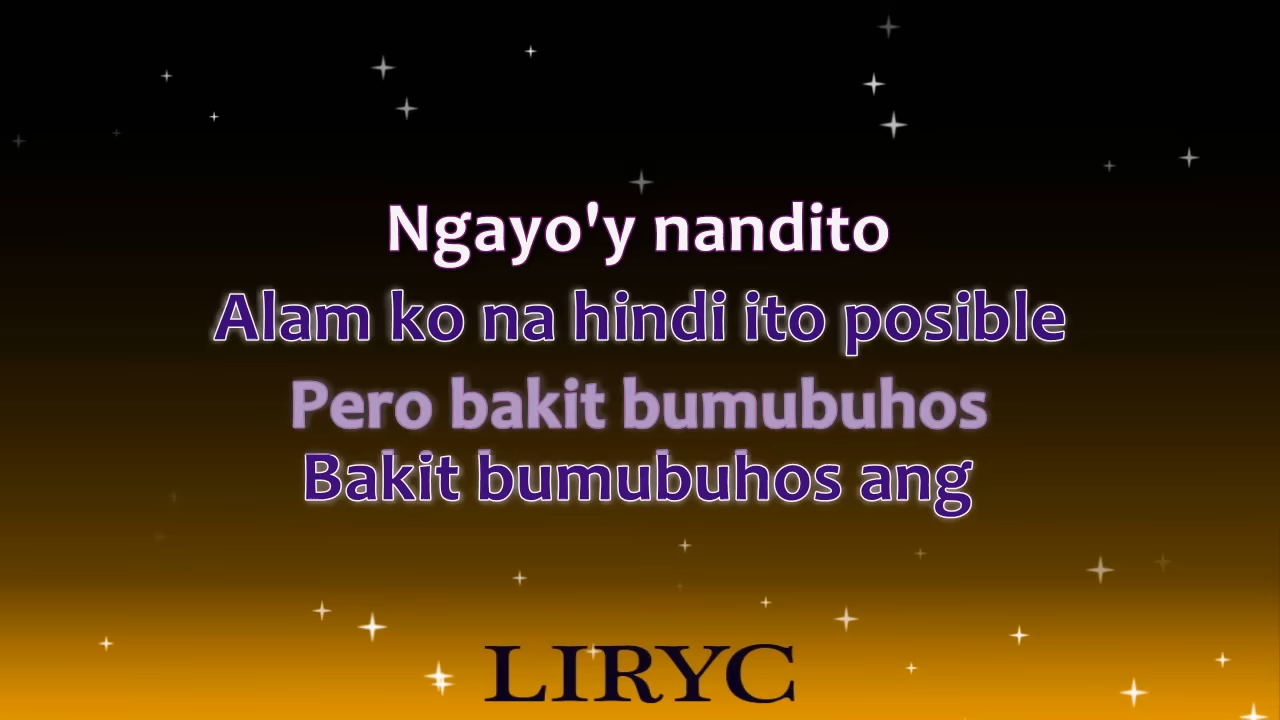 Ngayo'y nandito
Alam ko na hindi ito posible
Pero bakit bumubuhos
Bakit bumubuhos ang
LIRYC